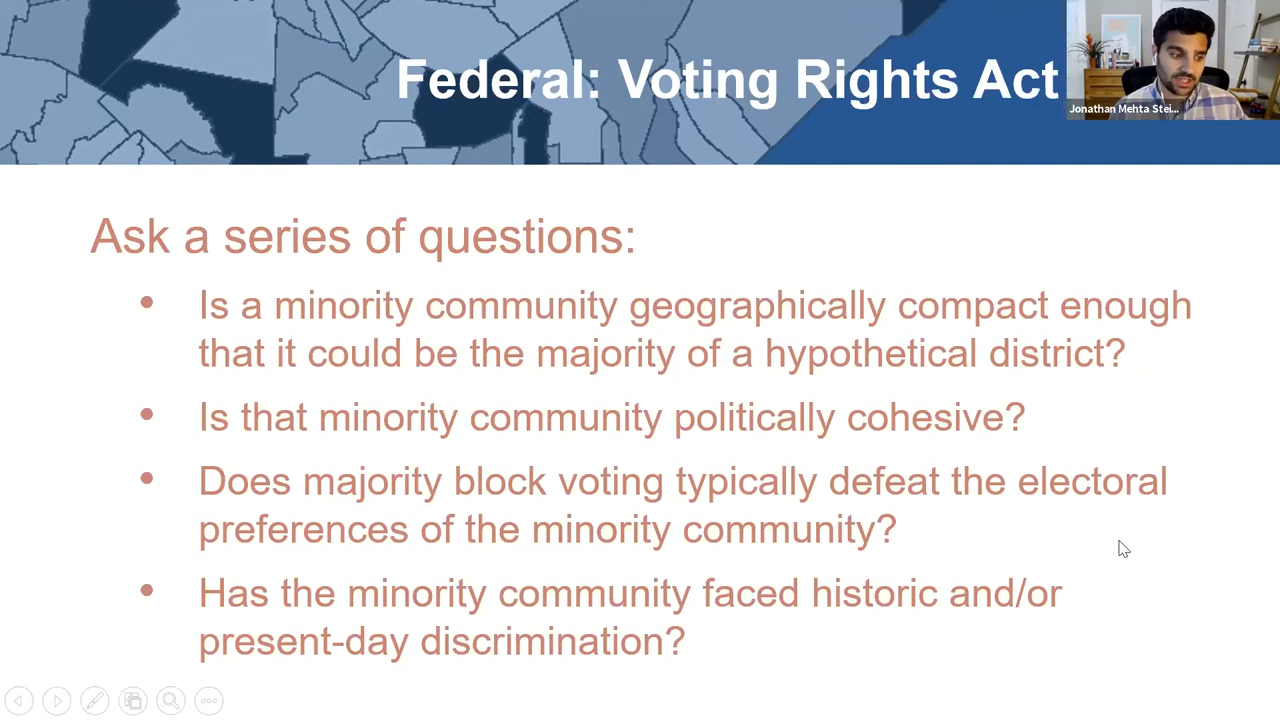 Federal: Voting Rights Act
Jonathan Mehta Stei...
Ask a series of questions:
• Is a minority community geographically compact enough
that it could be the majority of a hypothetical district?
• Is that minority community politically cohesive?
• Does majority block voting typically defeat the electoral
preferences of the minority community?
• Has the minority community faced historic and/or
present-day discrimination?